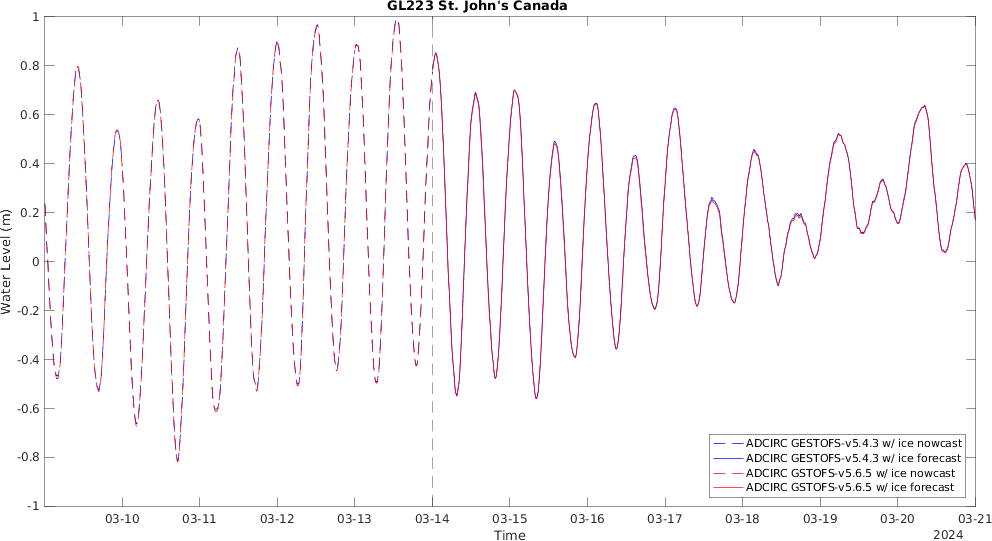 GL223 St. John's Canada
1
0.8
0.6
0.4
0.2
0
-0.2
-0.4
-0.6
-0.8
-1
Water Level (m)
ADCIRC GESTOFS-v5.4.3 w/ ice nowcast
ADCIRC GESTOFS-v5.4.3 w/ ice forecast
ADCIRC GSTOFS-v5.6.5 w/ ice nowcast
ADCIRC GSTOFS-v5.6.5 w/ ice forecast
03-10 03-11 03-12 03-13 03-14 03-15 03-16 03-17 03-18 03-19 03-20 03-21
Time
2024